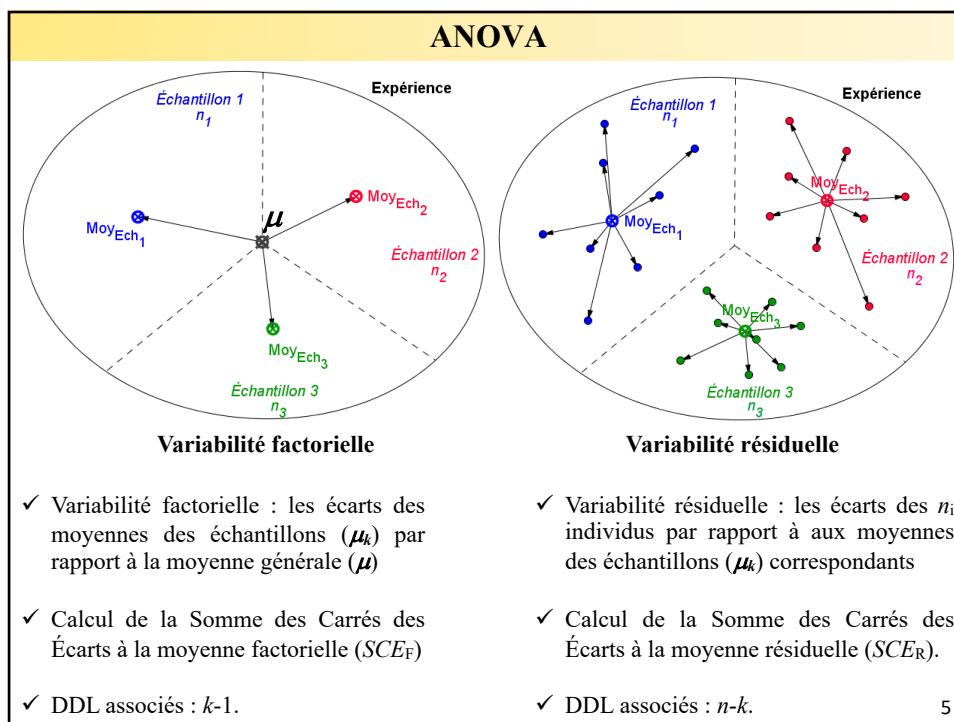 ANOVA
Échantillon 1
n1
Expérience
MoyEch1
μ
MoyEch2
Échantillon 2
n2
MoyEch3
Échantillon 3
n3
Variabilité factorielle
Échantillon 1
n1
Expérience
MoyEch1
MoyEch2
Échantillon 2
n2
MoyEch3
Échantillon 3
n3
Variabilité résiduelle
✓ Variabilité factorielle : les écarts des
moyennes des échantillons (μk) par
rapport à la moyenne générale (μ)
✓ Calcul de la Somme des Carrés des
Écarts à la moyenne factorielle (SCEF)
✓ DDL associés : k-1.
✓ Variabilité résiduelle : les écarts des ni
individus par rapport à aux moyennes
des échantillons (μk) correspondants
✓ Calcul de la Somme des Carrés des
Écarts à la moyenne résiduelle (SCER).
✓ DDL associés : n-k.
5